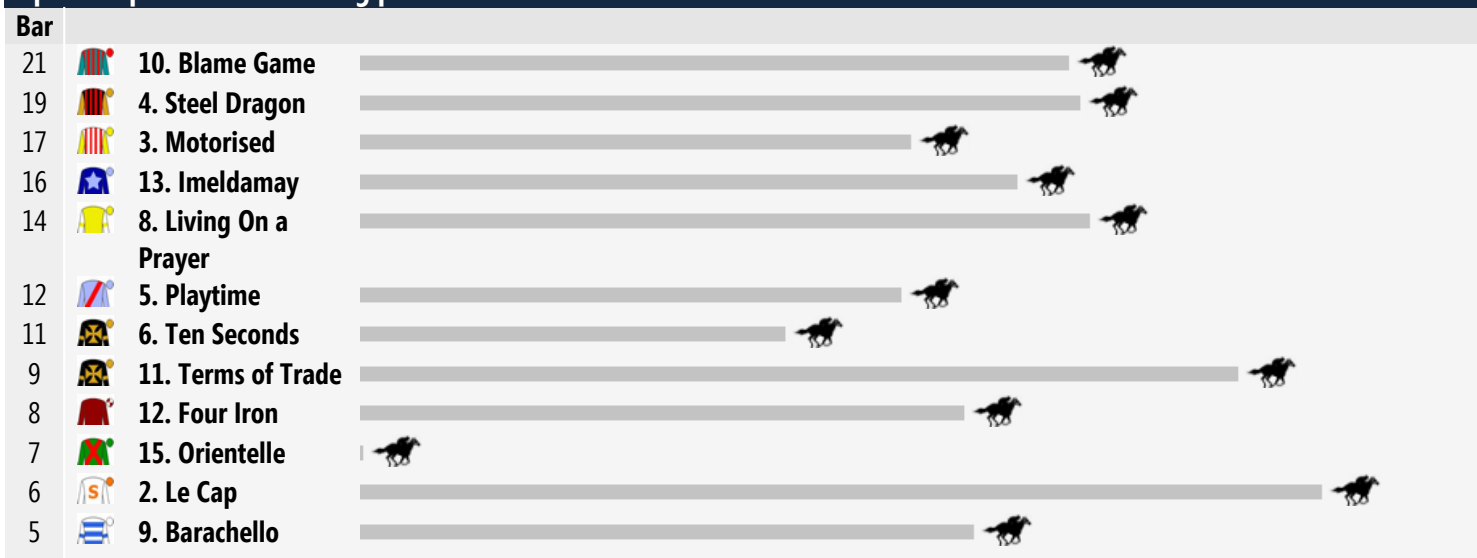 Bar
21 10. Blame Game
19 4. Steel Dragon
17 3. Motorised
16 13. Imeldamay
14 8. Living On a
Prayer
12 5. Playtime
11 6. Ten Seconds
9 11. Terms of Trade
8 12. Four Iron
7 15. Orientelle
6 S 2. Le Cap
5 9. Barachello